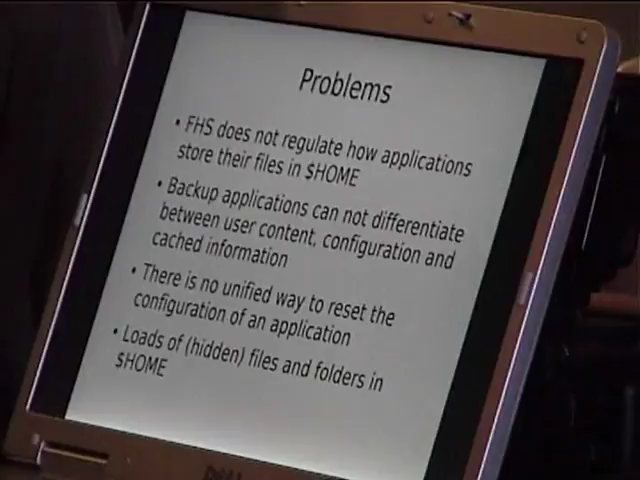 Problems
• FHS does not regulate how applications
store their files in $HOME
• Backup applications can not differentiate
between user content, configuration and
cached information
• There is no unified way to reset the
configuration of an application
• Loads of (hidden) files and folders in
$HOME